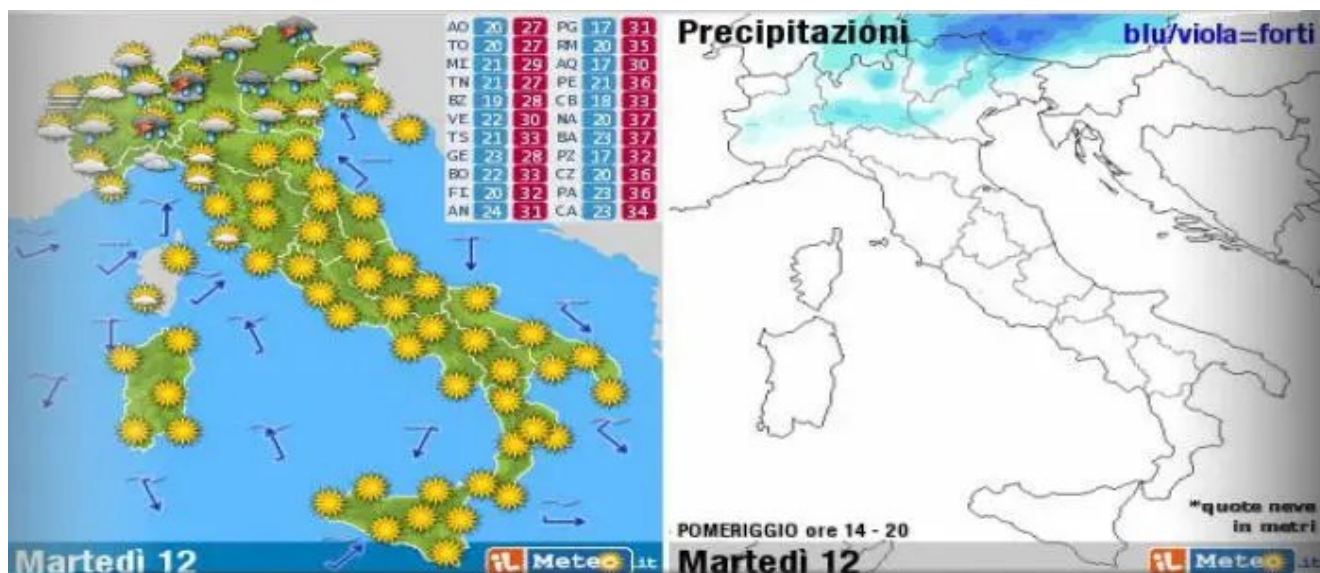 AO 20 27 PG 17 31
TO 20 27 RM 20 35
MI 21 29 AQ 17 30
TN 21 27 PE 21 36
BZ 19 28 CB 18 33
VE 22 30 NA 20 37
TS 21 33 BA 23 37
GE 23 28 PZ 17 32
BO 22 33 CZ 20 36
FI 20 32 PA 23 36
AN 24 31 CA 23 34
Martedì 12
iL Meteo.it
Precipitazioni
blu/viola=forti
*quote neve
in metri
POMERIGGIO ore 14 - 20
Martedì 12
iL Meteo.it